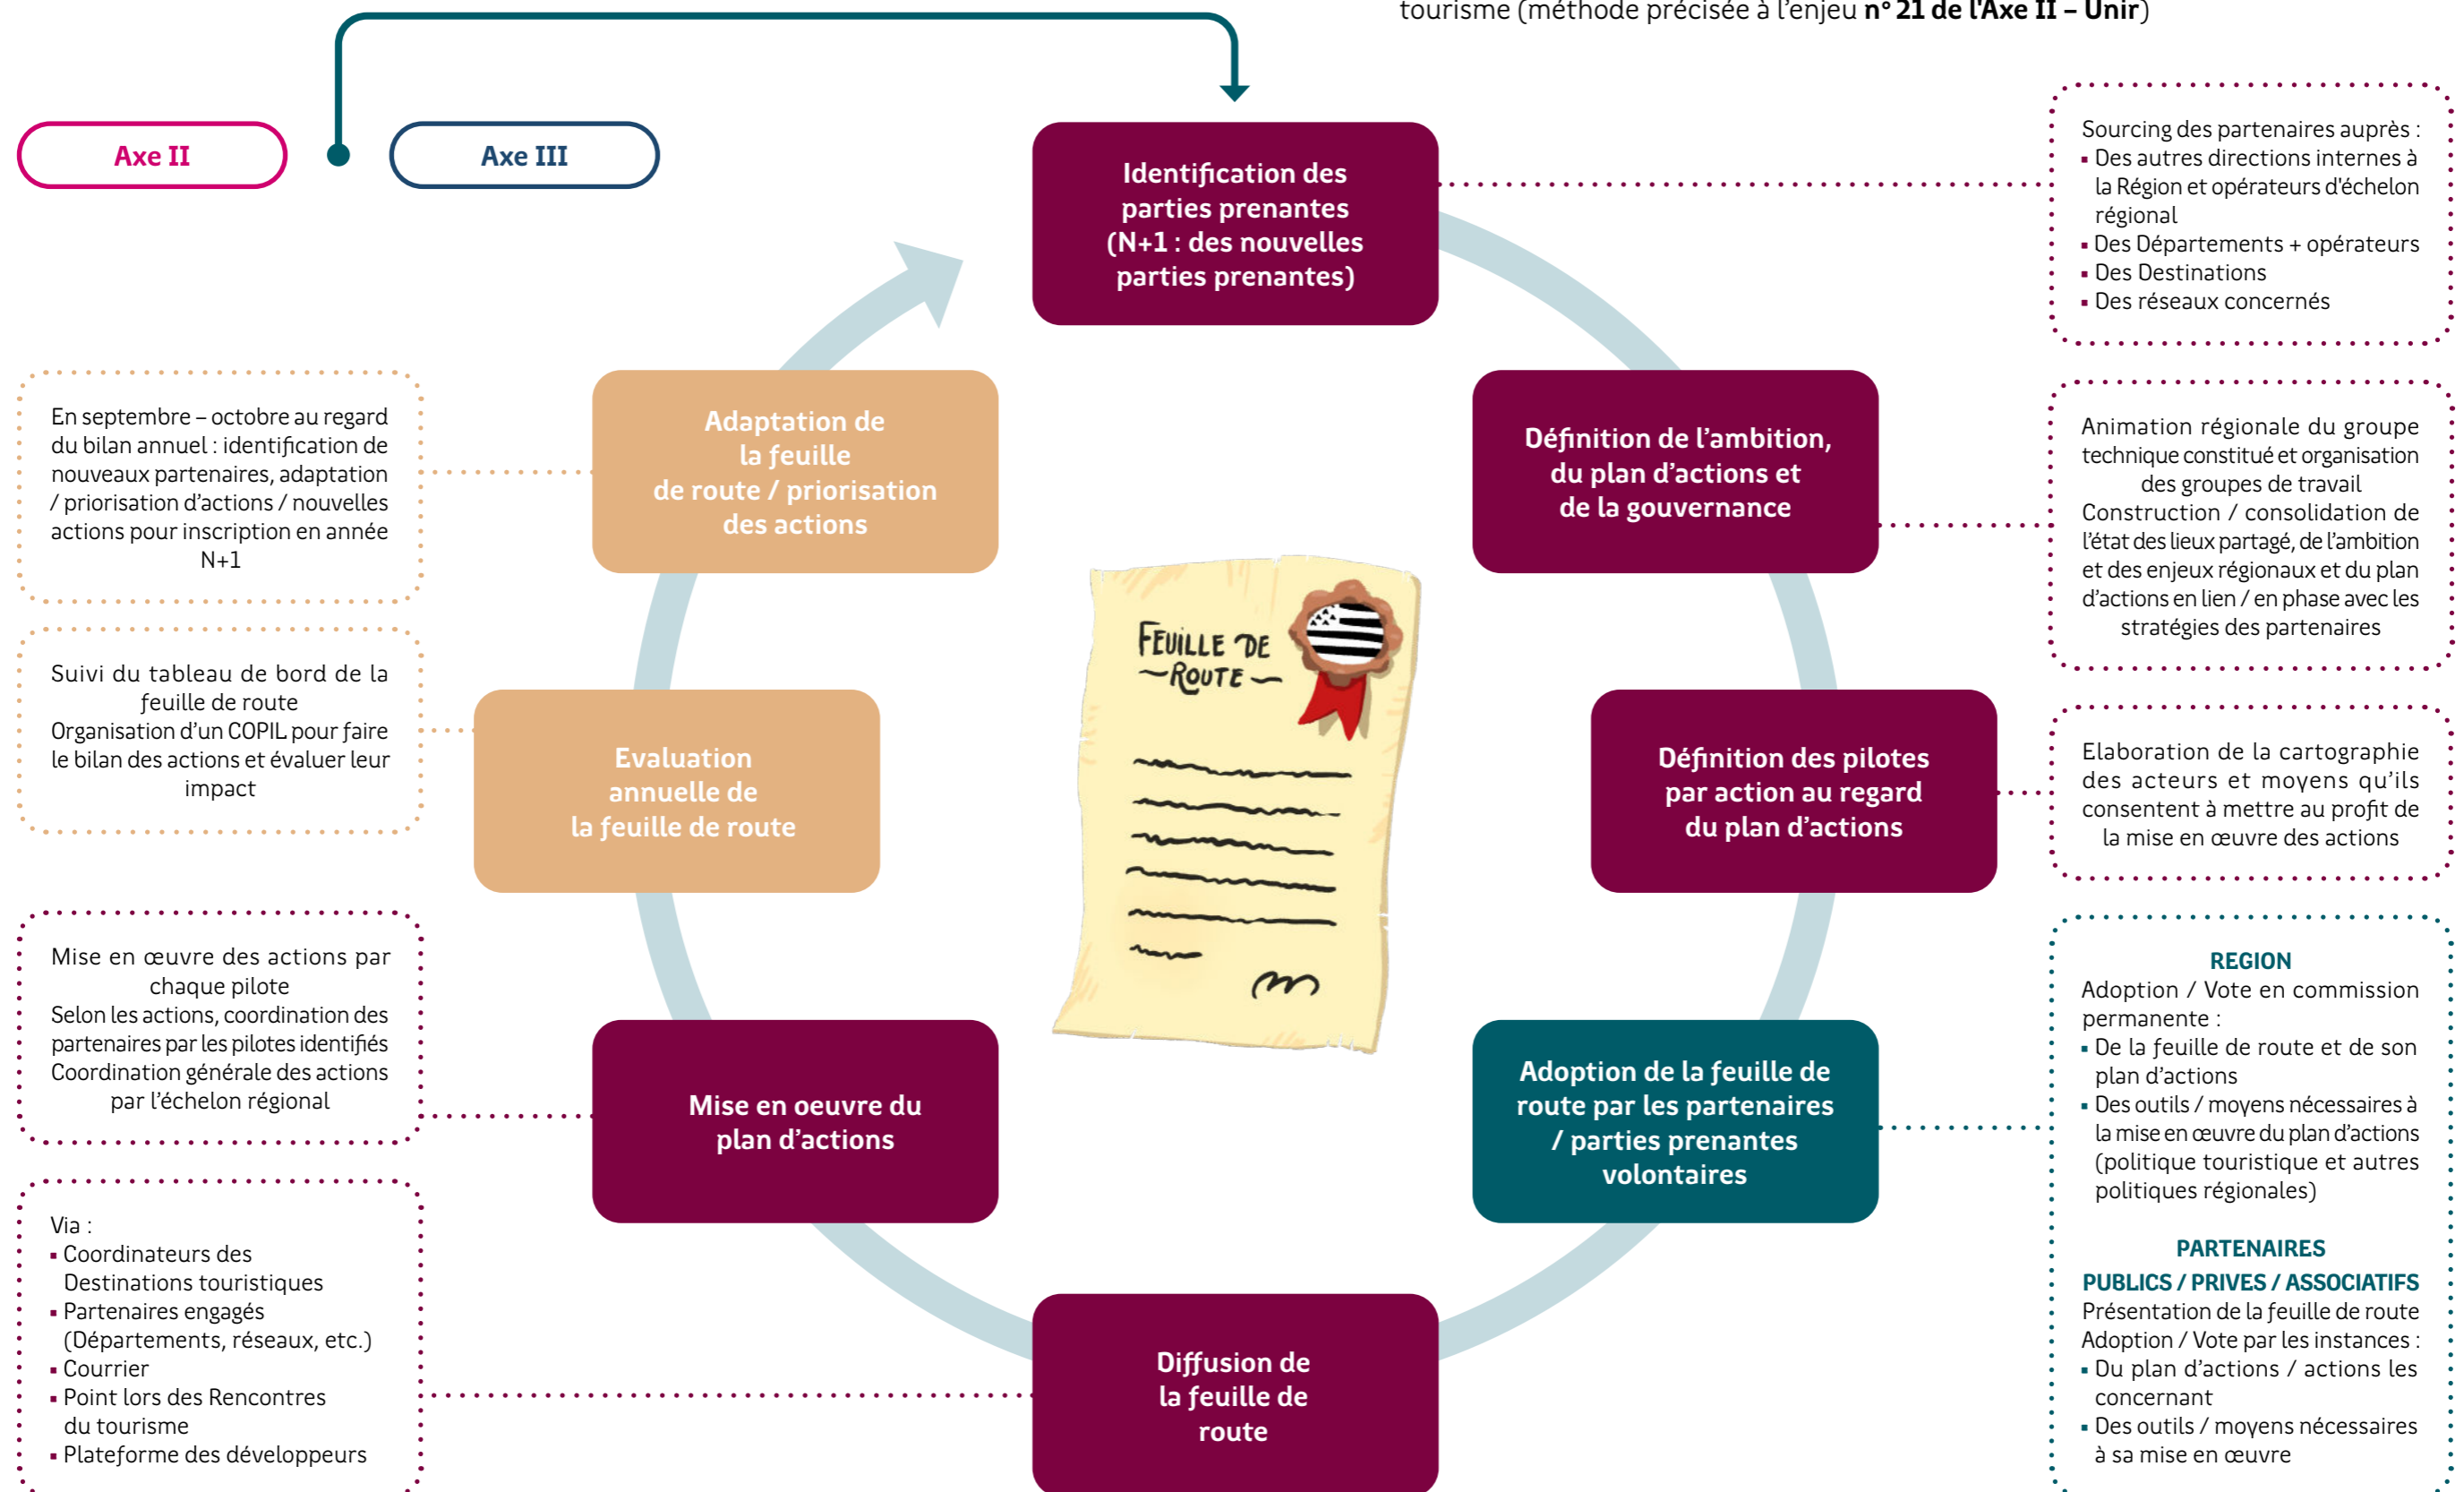 tourisme (méthode précisée à l'enjeu n° 21 de l'Axe II – Unir)
Axe II
Axe III
Identification des
parties prenantes
(N+1 : des nouvelles
parties prenantes)
Sourcing des partenaires auprès :
▪ Des autres directions internes à
la Région et opérateurs d'échelon
régional
▪ Des Départements + opérateurs
▪ Des Destinations
▪ Des réseaux concernés
Définition de l'ambition,
du plan d'actions et
de la gouvernance
Animation régionale du groupe
technique constitué et organisation
des groupes de travail
Construction / consolidation de
l'état des lieux partagé, de l'ambition
et des enjeux régionaux et du plan
d'actions en lien / en phase avec les
stratégies des partenaires
Définition des pilotes
par action au regard
du plan d'actions
Elaboration de la cartographie
des acteurs et moyens qu'ils
consentent à mettre au profit de
la mise en œuvre des actions
Adoption de la feuille de
route par les partenaires
/ parties prenantes
volontaires
REGION
Adoption / Vote en commission
permanente :
▪ De la feuille de route et de son
plan d'actions
▪ Des outils / moyens nécessaires à
la mise en œuvre du plan d'actions
(politique touristique et autres
politiques régionales)
PARTENAIRES
PUBLICS / PRIVES / ASSOCIATIFS
Présentation de la feuille de route
Adoption / Vote par les instances :
▪ Du plan d'actions / actions les
concernant
▪ Des outils / moyens nécessaires
à sa mise en œuvre
Diffusion de
la feuille de
route
Via :
▪ Coordinateurs des
Destinations touristiques
▪ Partenaires engagés
(Départements, réseaux, etc.)
▪ Courrier
▪ Point lors des Rencontres
du tourisme
▪ Plateforme des développeurs
Mise en oeuvre du
plan d'actions
Mise en œuvre des actions par
chaque pilote
Selon les actions, coordination des
partenaires par les pilotes identifiés
Coordination générale des actions
par l'échelon régional
Evaluation
annuelle de
la feuille de route
Suivi du tableau de bord de la
feuille de route
Organisation d'un COPIL pour faire
le bilan des actions et évaluer leur
impact
Adaptation de
la feuille
de route / priorisation
des actions
En septembre – octobre au regard
du bilan annuel : identification de
nouveaux partenaires, adaptation
/ priorisation d'actions / nouvelles
actions pour inscription en année
N+1
FEUILLE DE
ROUTE